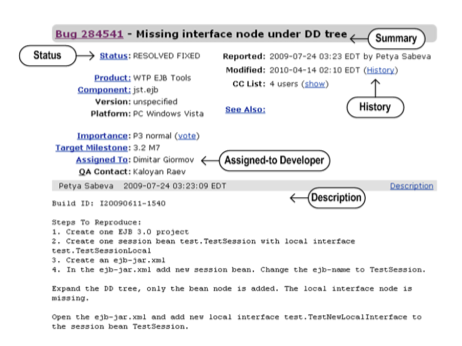 Bug 284541 - Missing interface node under DD tree
Summary
Status
Status: RESOLVED FIXED
Reported: 2009-07-24 03:23 EDT by Petya Sabeva
Modified: 2010-04-14 02:10 EDT (History)
Product: WTP EJB Tools
CC List: 4 users (show)
Component: jst.ejb
Version: unspecified
See Also:
History
Platform: PC Windows Vista
Importance: P3 normal (vote)
Target Milestone: 3.2 M7
Assigned To: Dimitar Giormov
Assigned-to Developer
QA Contact: Kaloyan Raev
Petya Sabeva 2009-07-24 03:23:09 EDT
Description
Description
Build ID: I20090611-1540
Steps To Reproduce:
1. Create one EJB 3.0 project
2. Create one session bean test.TestSession with local interface
test.TestSessionLocal
3. Create an ejb-jar.xml
4. In the ejb-jar.xml add new session bean. Change the ejb-name to TestSession.
Expand the DD tree, only the bean node is added. The local interface node is
missing.
Open the ejb-jar.xml and add new local interface test.TestNewLocalInterface to
the session bean TestSession.